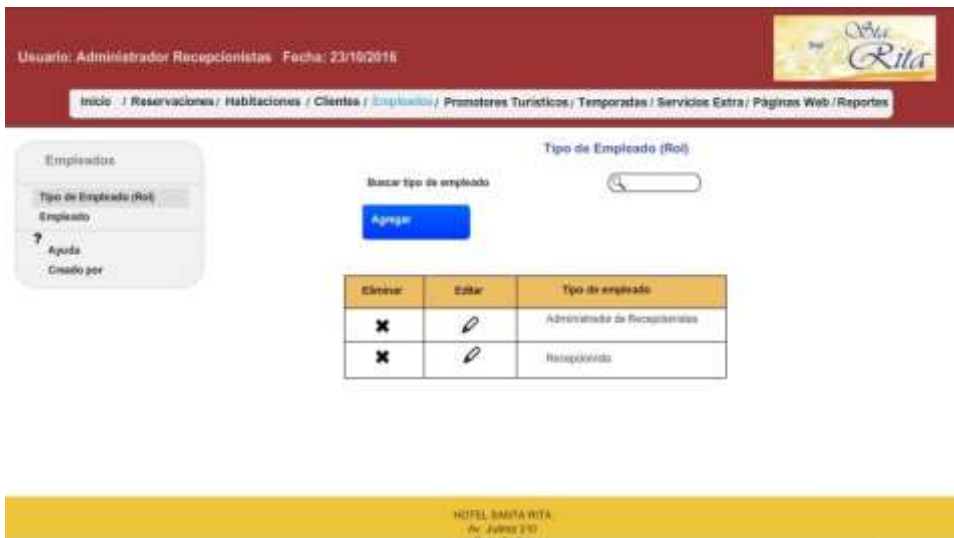 Sta.
Rita
Usuario: Administrador Recepcionistas Fecha: 23/10/2016
Inicio / Reservaciones / Habitaciones / Clientes / Empleados / Promotores Turísticos / Temporadas / Servicios Extra / Páginas Web / Reportes
Empleados
Tipo de Empleado (Rol)
Empleado
?
Ayuda
Creado por
Tipo de Empleado (Rol)
Buscar tipo de empleado
Agregar
Eliminar Editar Tipo de empleado
Administrador de Recepcionistas
Recepcionista
HOTEL SANTA RITA
Av. Juárez 210